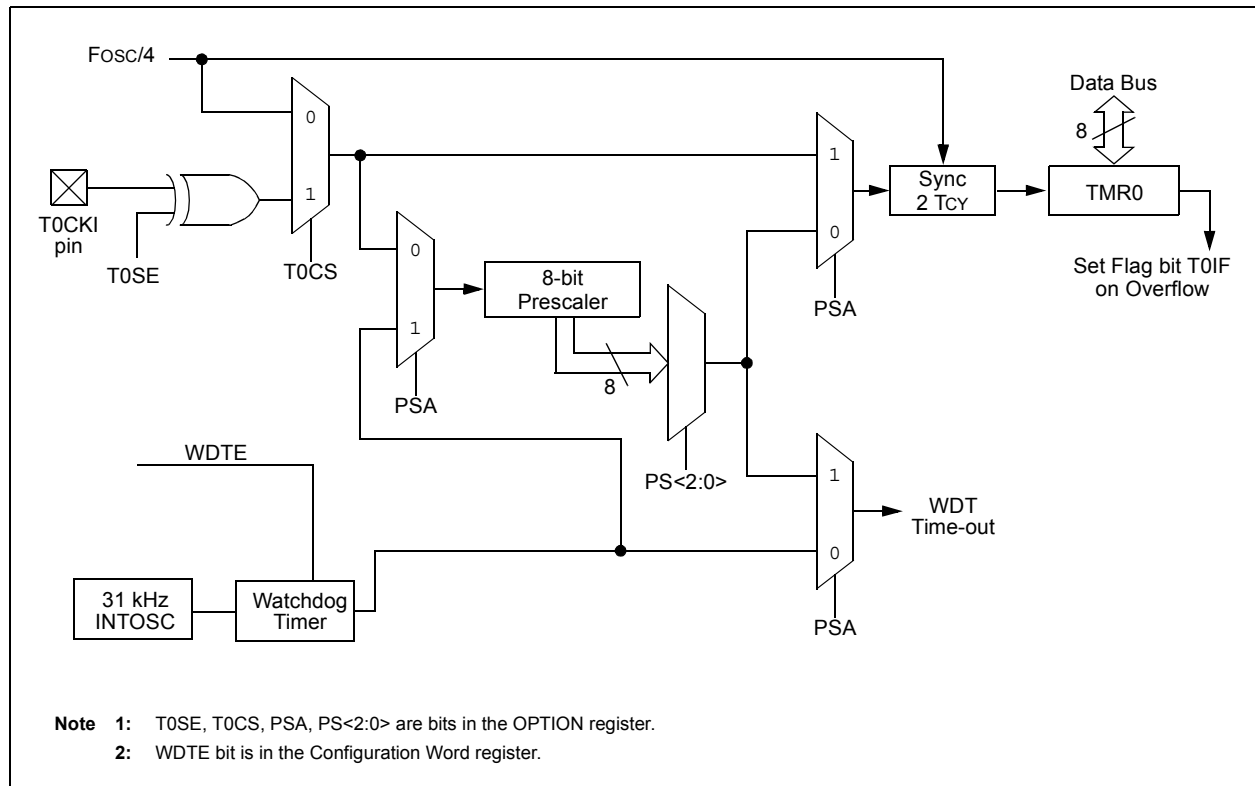 FOSC/4
Data Bus
8
0
1
1
0
T0CKI
pin
T0SE
T0CS
Sync
2 TCY
TMR0
Set Flag bit T0IF
on Overflow
PSA
0
1
8-bit
Prescaler
8
PSA
PS<2:0>
WDTE
1
0
WDT
Time-out
31 kHz
INTOSC
Watchdog
Timer
PSA
Note 1: T0SE, T0CS, PSA, PS<2:0> are bits in the OPTION register.
2: WDTE bit is in the Configuration Word register.